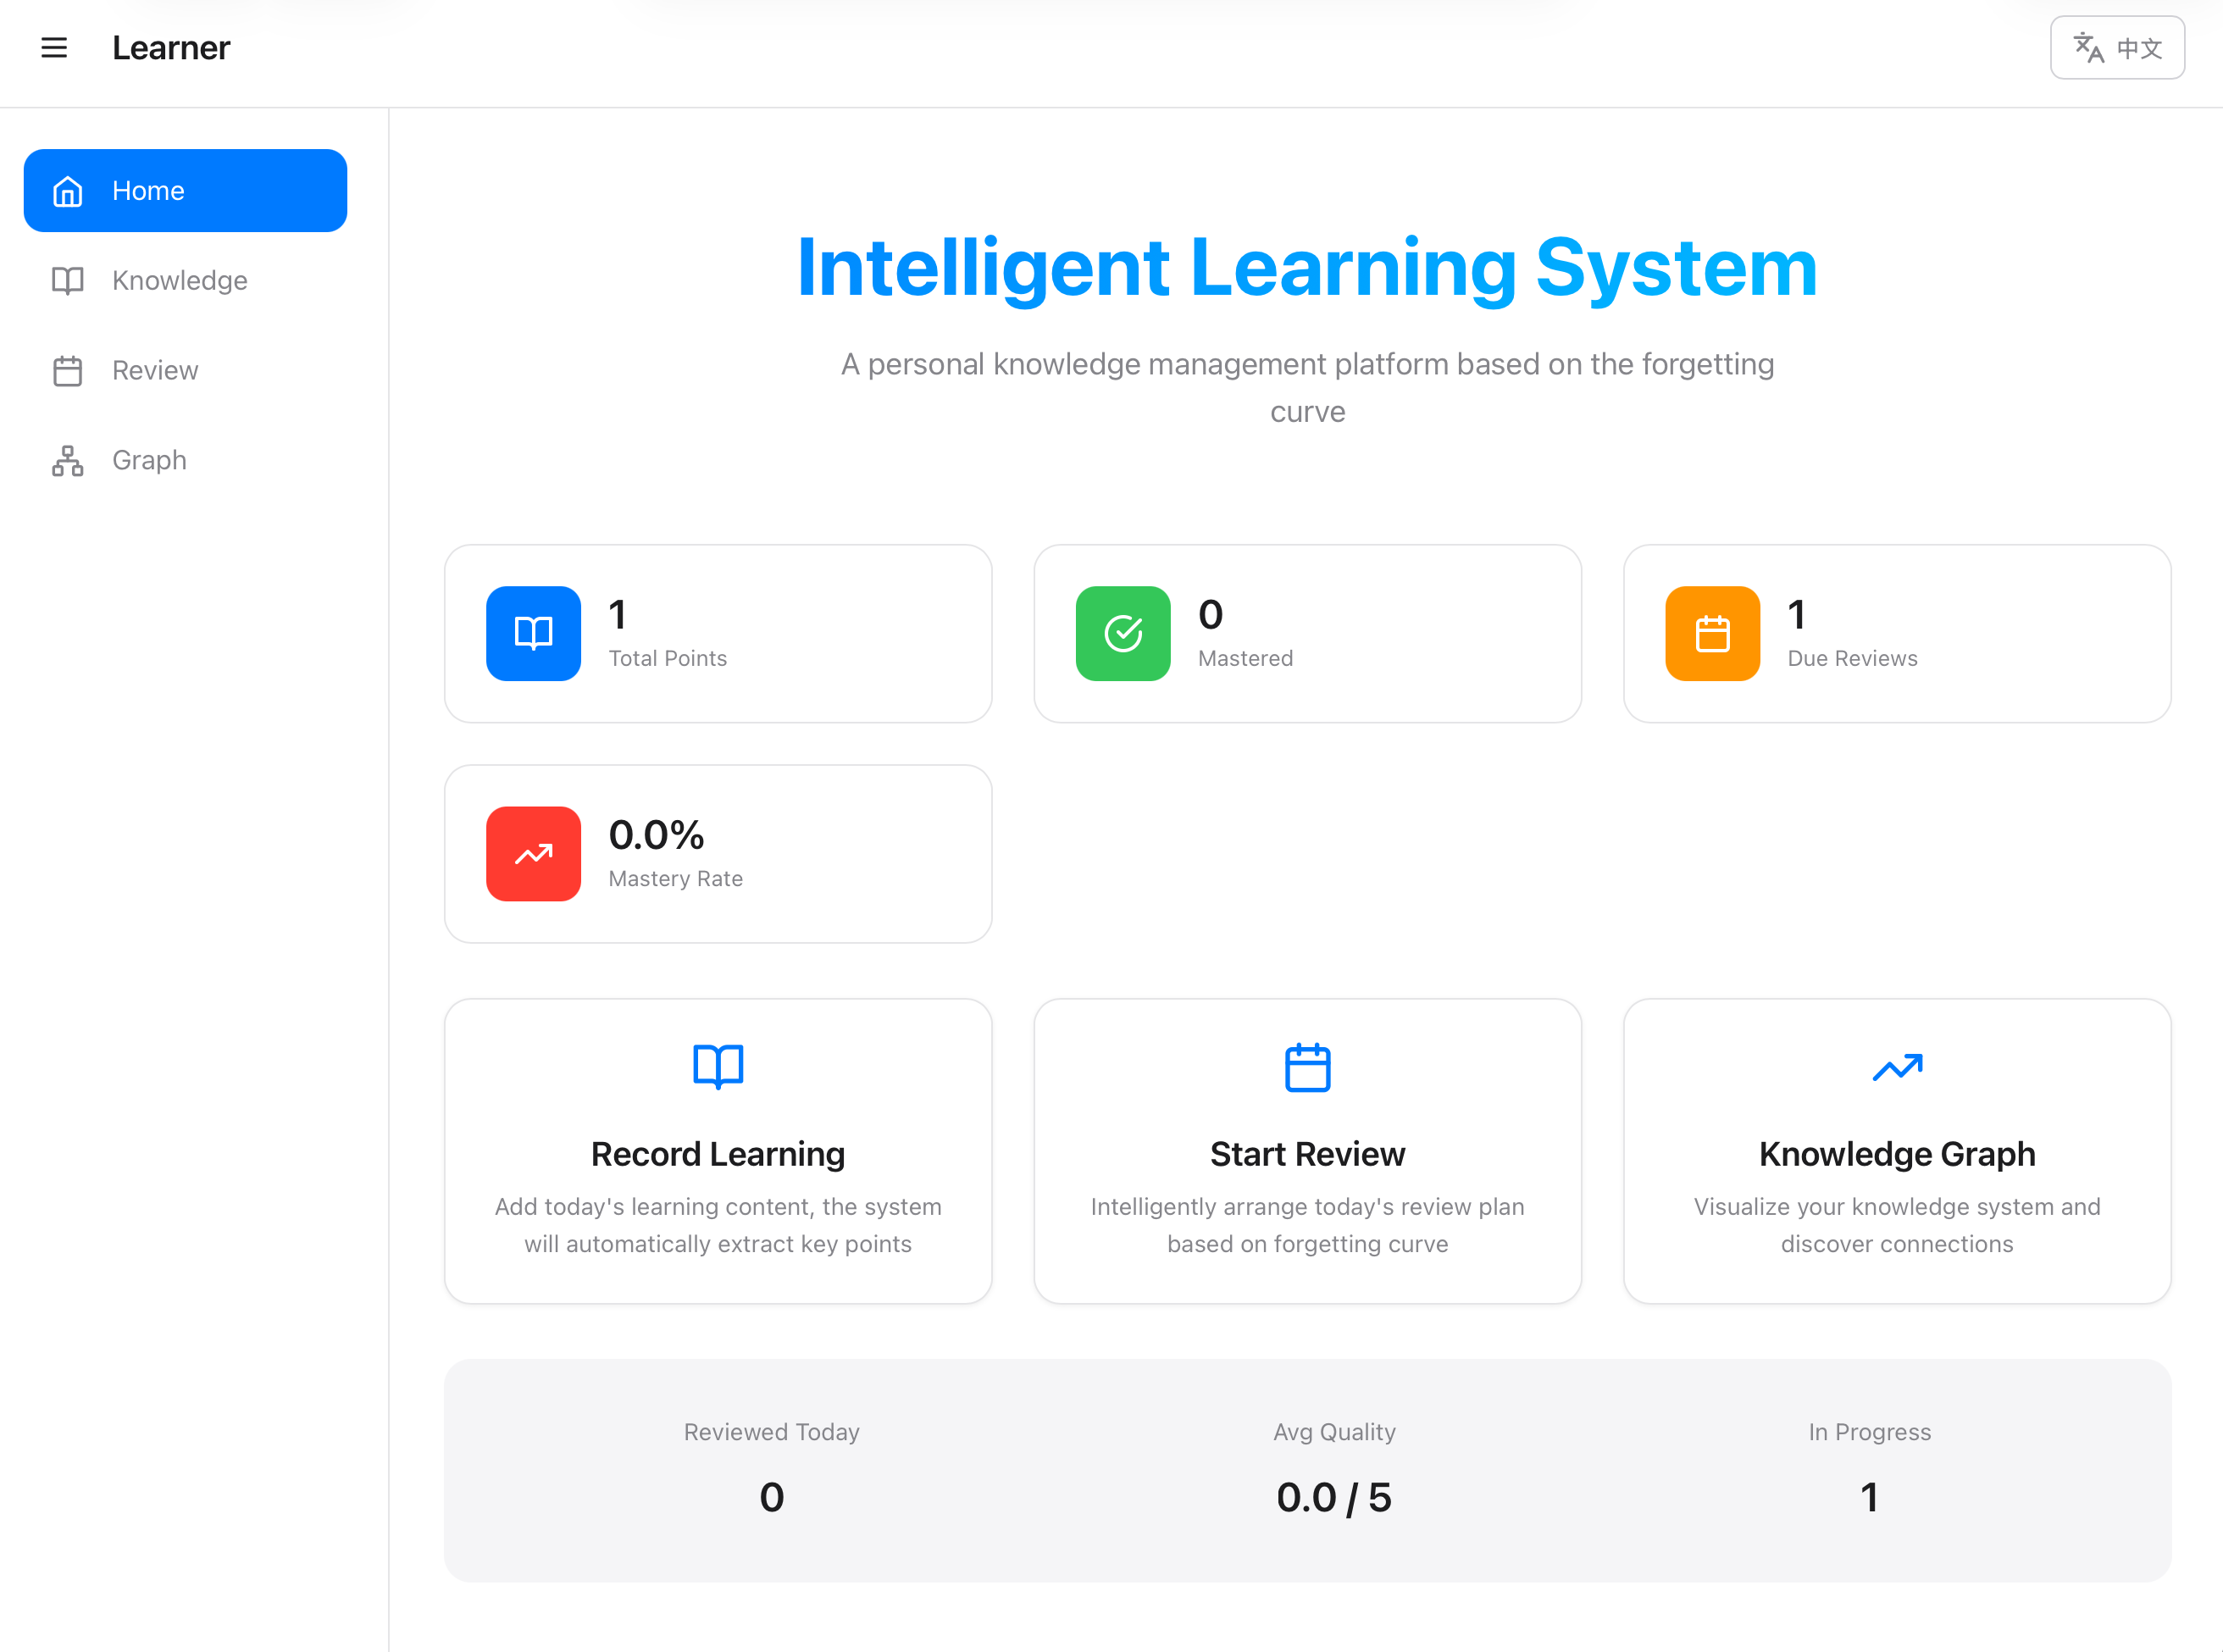 Learner
中文
Home
Knowledge
Review
Graph
Intelligent Learning System
A personal knowledge management platform based on the forgetting
curve
1
Total Points
0
Mastered
1
Due Reviews
0.0%
Mastery Rate
Record Learning
Add today's learning content, the system
will automatically extract key points
Start Review
Intelligently arrange today's review plan
based on forgetting curve
Knowledge Graph
Visualize your knowledge system and
discover connections
Reviewed Today
0
Avg Quality
0.0 / 5
In Progress
1